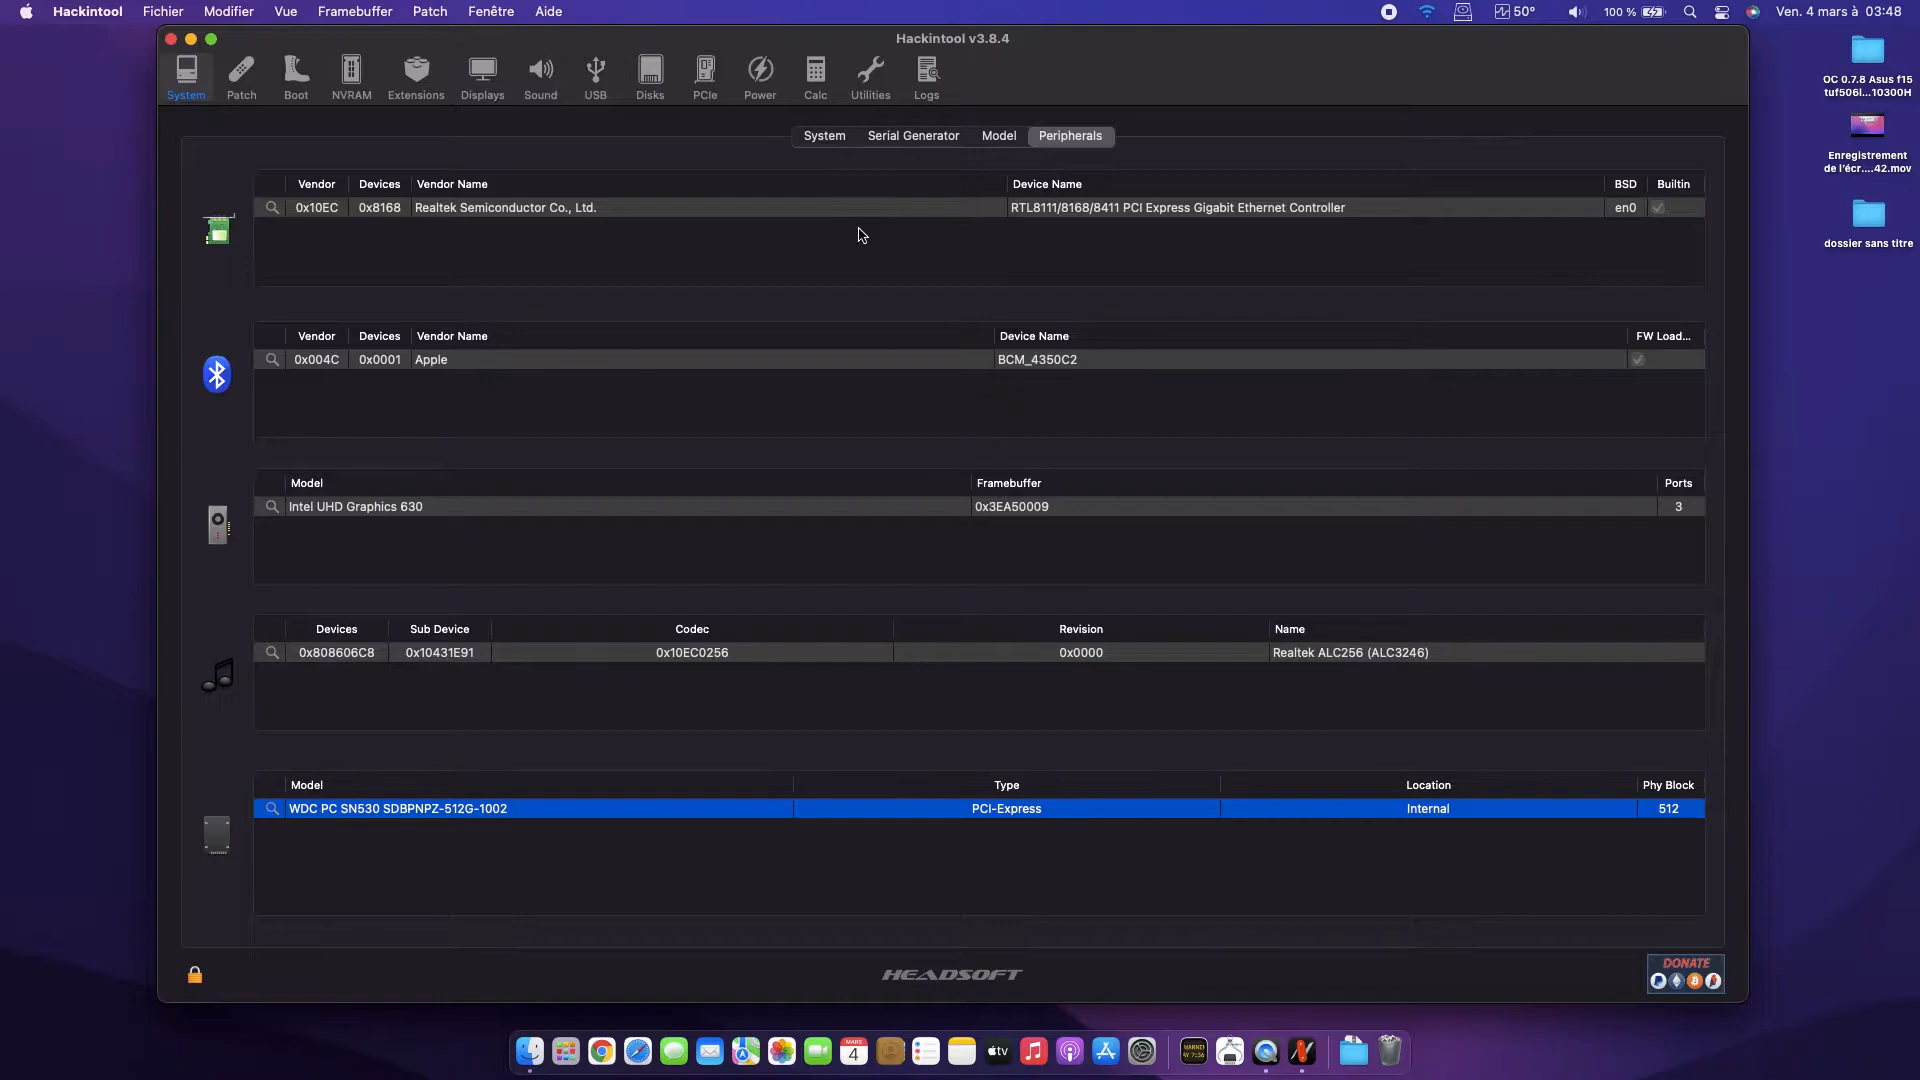 Hackintool Fichier Modifier Vue Framebuffer Patch Fenêtre Aide 50° 100 % Ven. 4 mars à 03:48
Hackintool v3.8.4
System Patch Boot NVRAM Extensions Displays Sound USB Disks PCIe Power Calc Utilities Logs
System Serial Generator Model Peripherals
Vendor Devices Vendor Name Device Name BSD Builtin
0x10EC 0x8168 Realtek Semiconductor Co., Ltd. RTL8111/8168/8411 PCI Express Gigabit Ethernet Controller en0
Vendor Devices Vendor Name Device Name FW Load...
0x004C 0x0001 Apple BCM_4350C2
Model Framebuffer Ports
Intel UHD Graphics 630 0x3EA50009 3
Devices Sub Device Codec Revision Name
0x808606C8 0x10431E91 0x10EC0256 0x0000 Realtek ALC256 (ALC3246)
Model Type Location Phy Block
WDC PC SN530 SDBPNPZ-512G-1002 PCI-Express Internal 512
HEADSOFT
DONATE
OC 0.7.8 Asus f15
tuf506l...10300H
Enregistrement
de l'écr....42.mov
dossier sans titre
MARS
4
tv